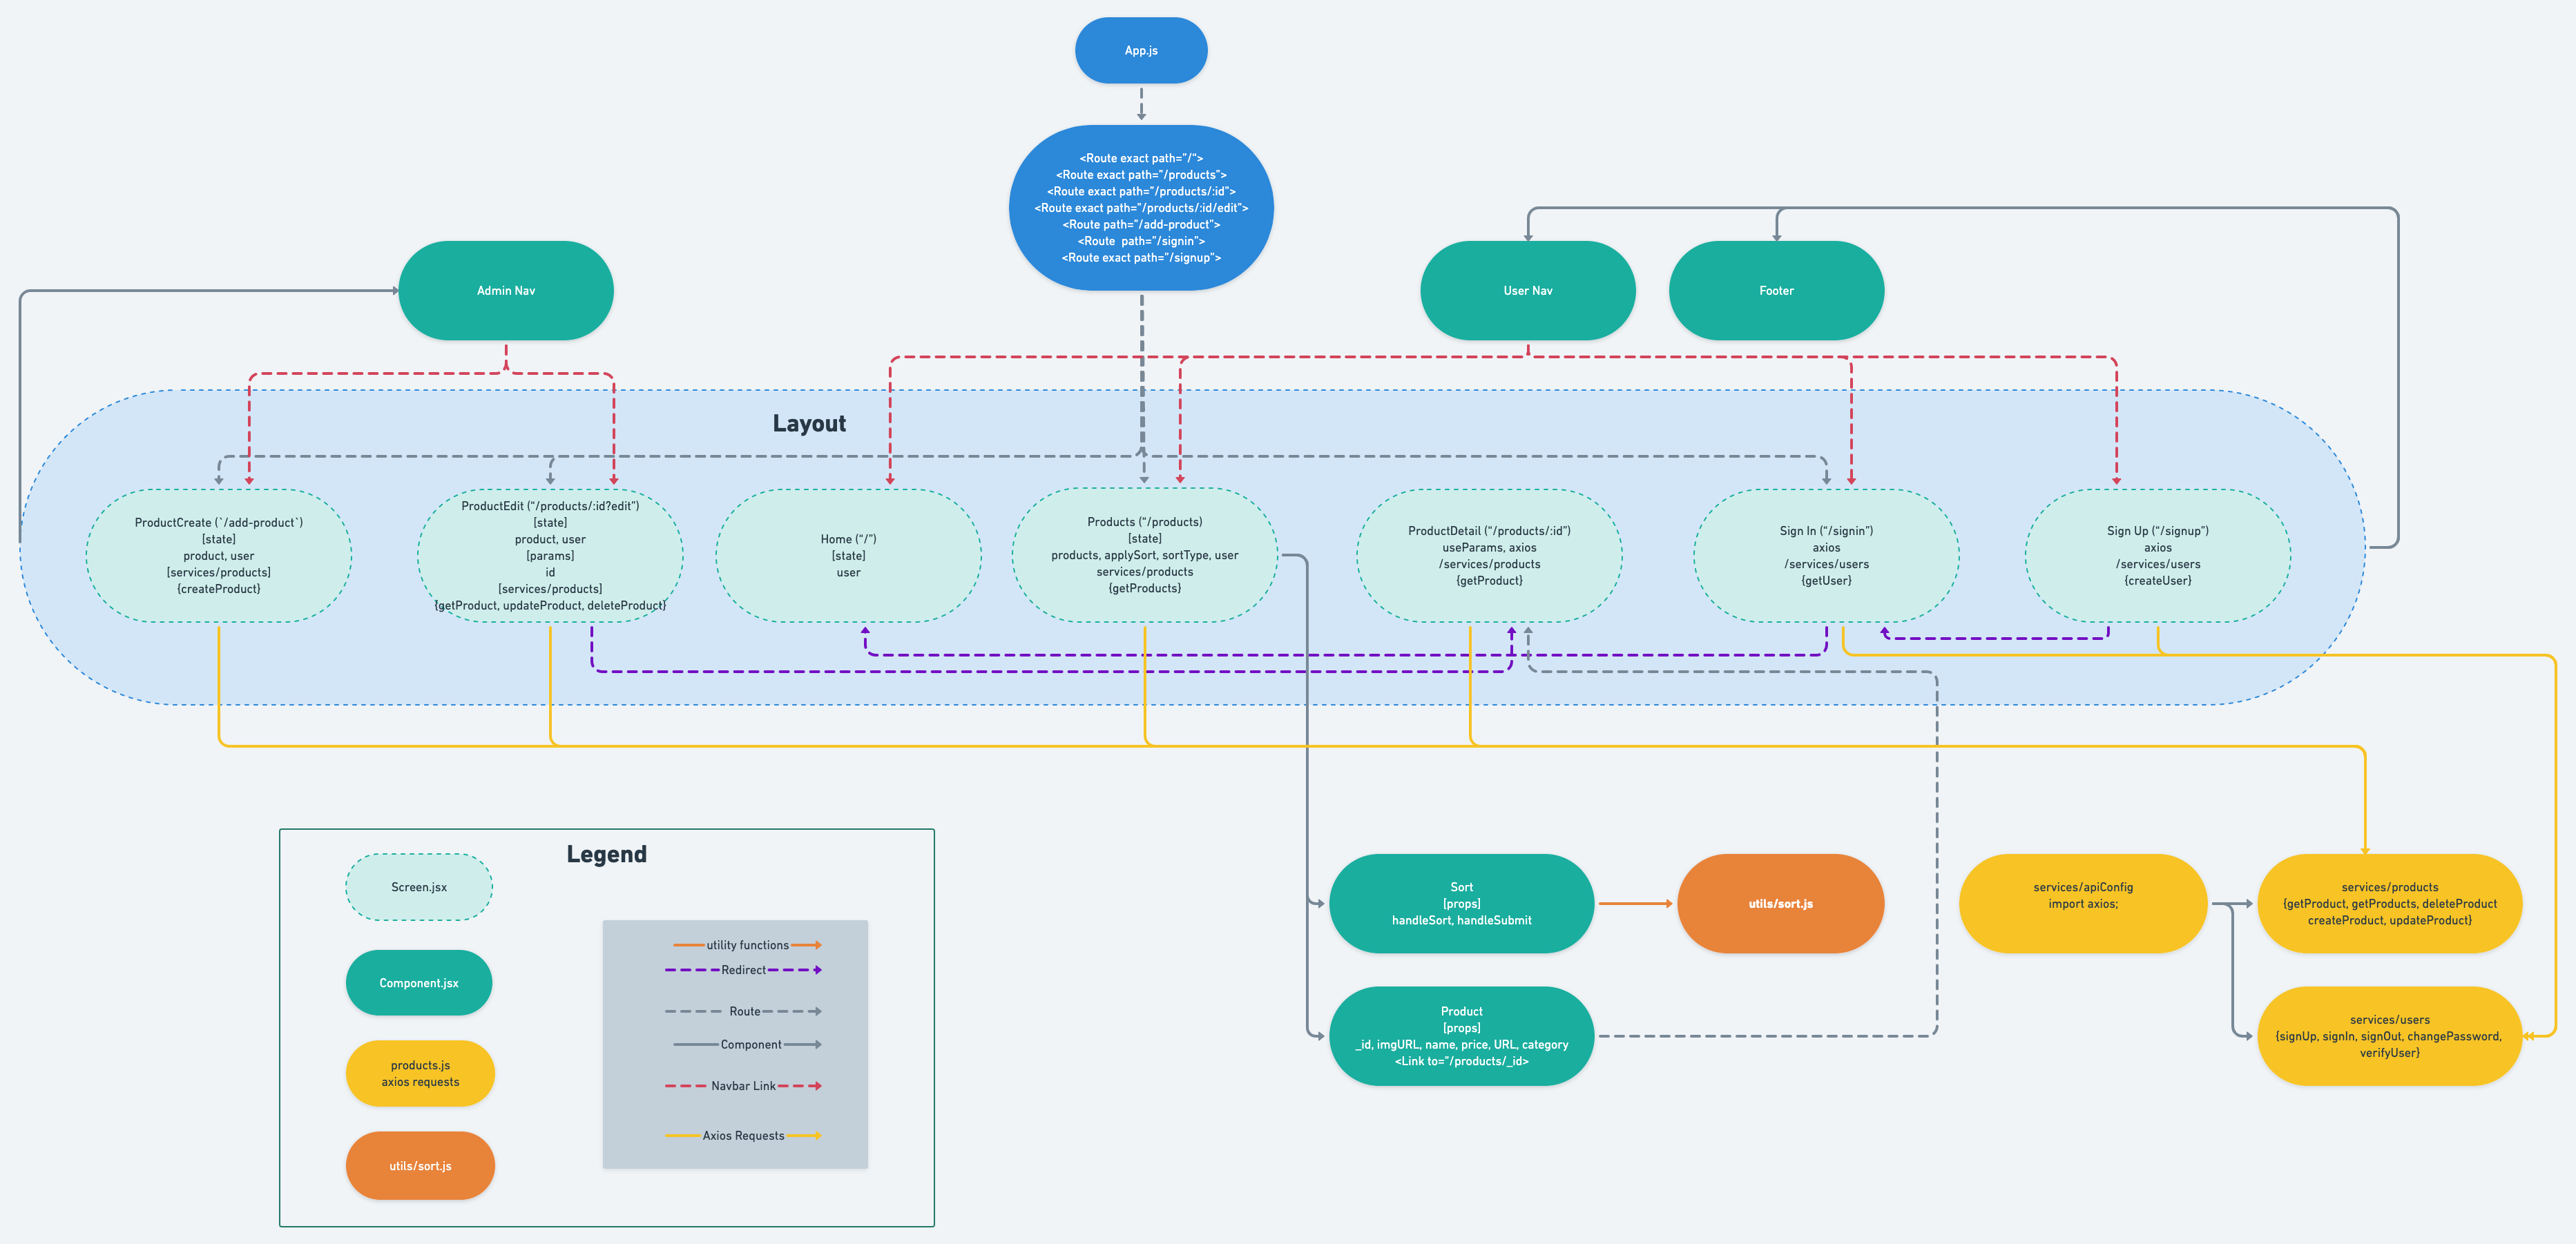 App.js
<Route exact path=”/”>
<Route exact path=”/products”>
<Route exact path=”/products/:id”>
<Route exact path=”/products/:id/edit”>
<Route path=”/add-product”>
<Route  path=”/signin”>
<Route exact path=”/signup”>
Admin Nav
User Nav
Footer
Layout
ProductCreate (`/add-product`)
[state]
product, user
[services/products]
{createProduct}
ProductEdit (“/products/:id?edit”)
[state]
product, user
[params]
id
[services/products]
{getProduct, updateProduct, deleteProduct}
Home (“/”)
[state]
user
Products (“/products)
[state]
products, applySort, sortType, user
services/products
{getProducts}
ProductDetail (“/products/:id”)
useParams, axios
/services/products
{getProduct}
Sign In (“/signin”)
axios
/services/users
{getUser}
Sign Up (“/signup”)
axios
/services/users
{createUser}
Legend
Screen.jsx
Component.jsx
products.js
axios requests
utils/sort.js
utility functions
Redirect
Route
Component
Navbar Link
Axios Requests
Sort
[props]
handleSort, handleSubmit
utils/sort.js
services/apiConfig
import axios;
services/products
{getProduct, getProducts, deleteProduct
createProduct, updateProduct}
Product
[props]
_id, imgURL, name, price, URL, category
<Link to=”/products/_id>
services/users
{signUp, signIn, signOut, changePassword,
verifyUser}